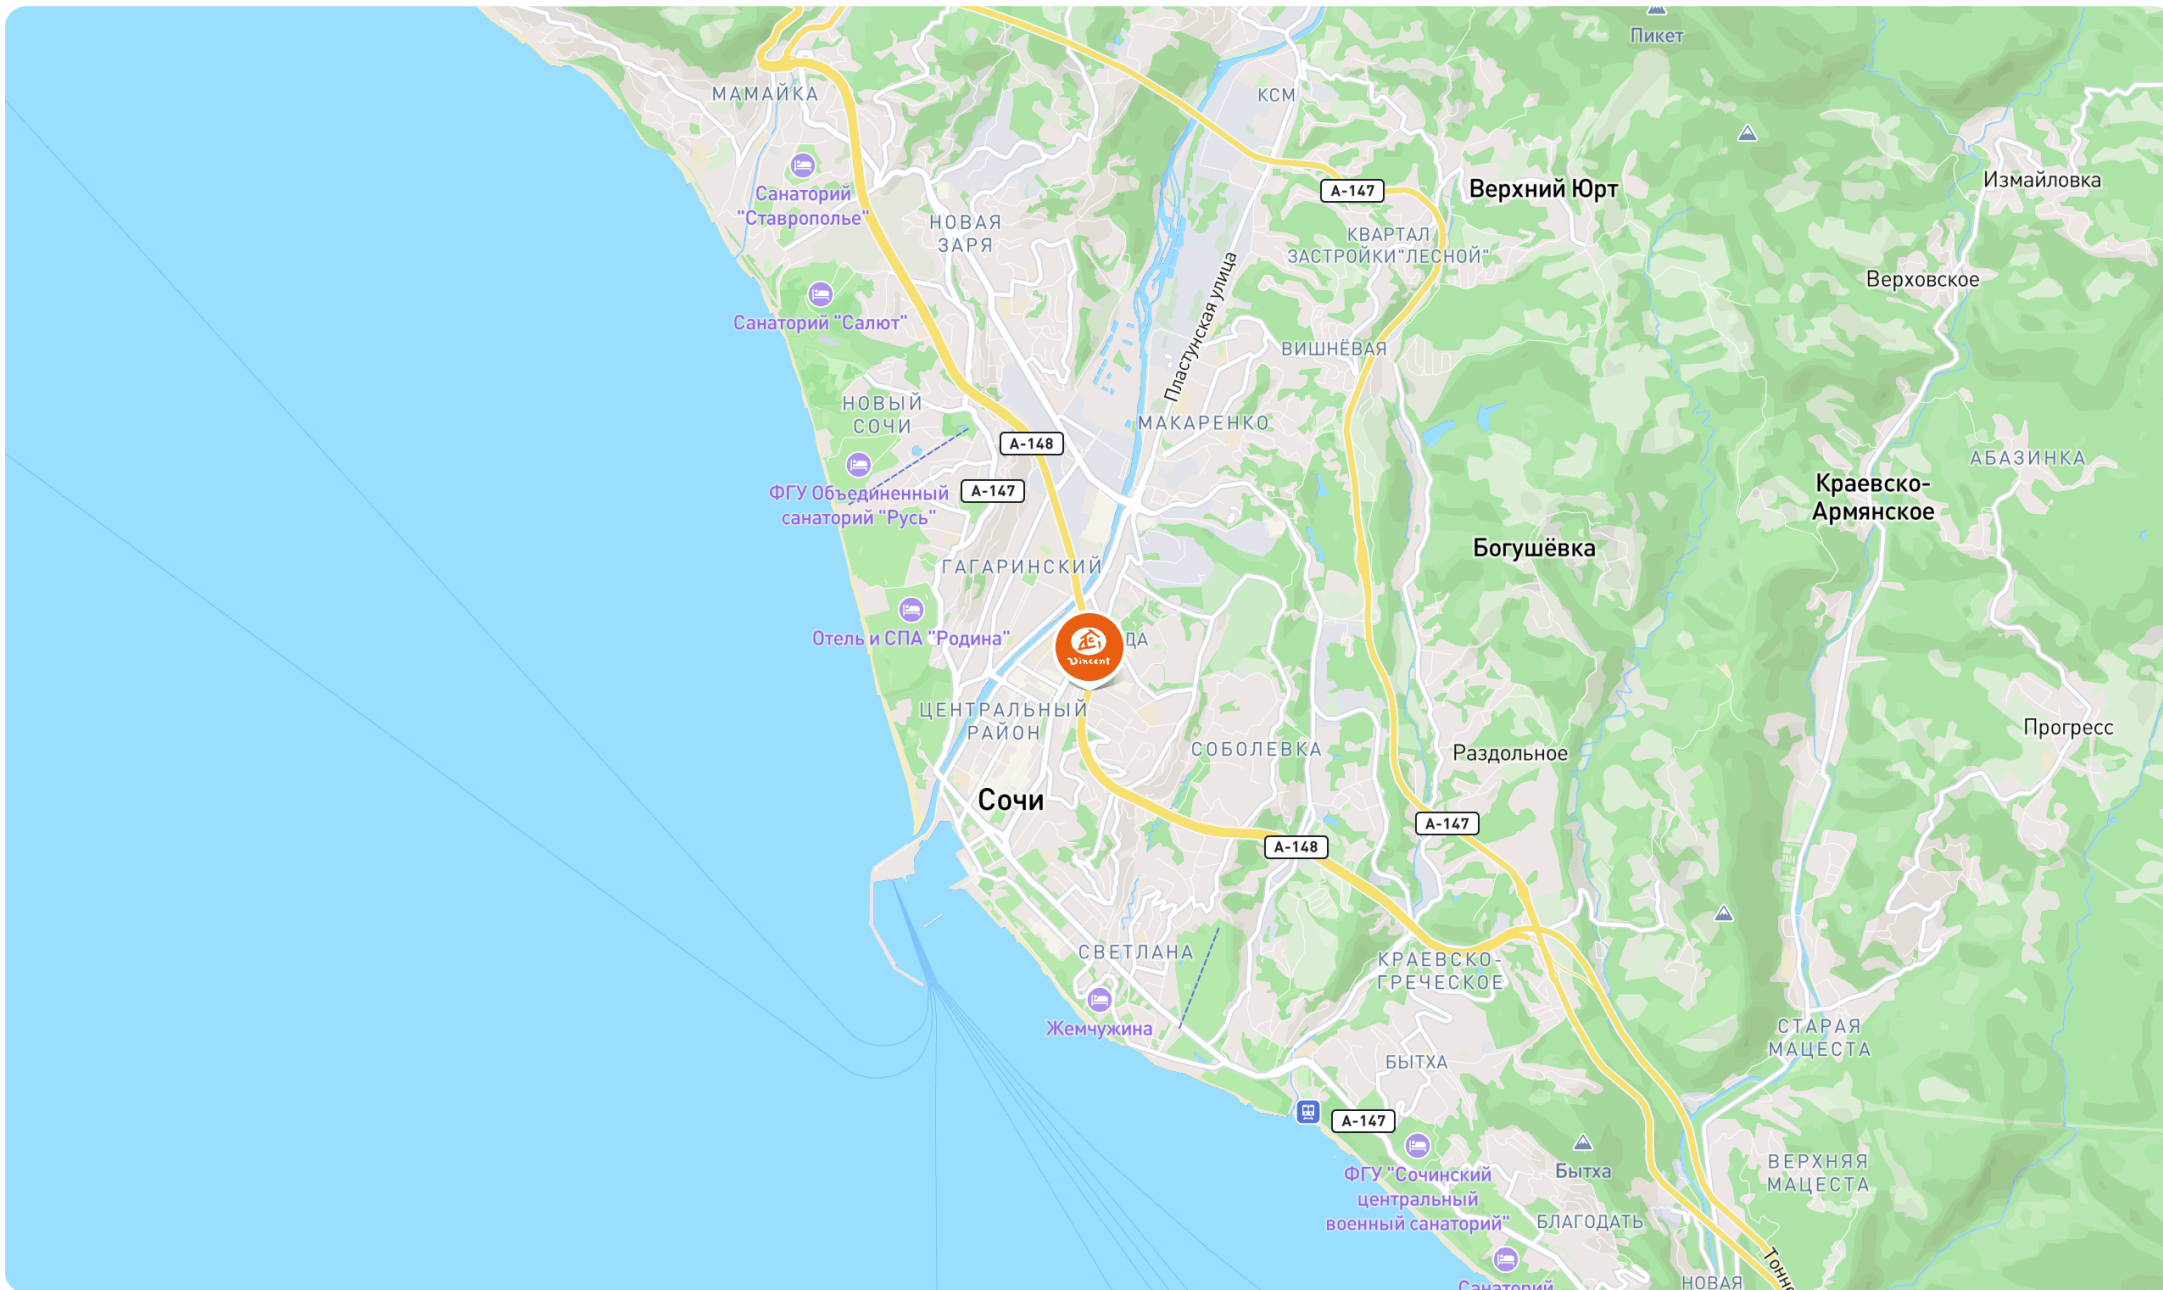 Пикет
МАМАЙКА
КСМ
Измайловка
А-147
Верхний Юрт
Санаторий
"Ставрополье"
НОВАЯ
ЗАРЯ
КВАРТАЛ
ЗАСТРОЙКИ"ЛЕСНОЙ"
Верховское
Пластунская улица
Санаторий "Салют"
ВИШНЁВАЯ
НОВЫЙ
СОЧИ
МАКАРЕНКО
А-148
АБАЗИНКА
А-147
ФГУ Объединенный
санаторий "Русь"
Краевско-
Армянское
Богушёвка
ГАГАРИНСКИЙ
Отель и СПА "Родина"
ДА
Vincent
ЦЕНТРАЛЬНЫЙ
РАЙОН
Прогресс
СОБОЛЕВКА
Раздольное
Сочи
А-147
А-148
СВЕТЛАНА
КРАЕВСКО-
ГРЕЧЕСКОЕ
Жемчужина
СТАРАЯ
МАЦЕСТА
БЫТХА
А-147
ФГУ "Сочинский
центральный
военный санаторий"
Бытха
ВЕРХНЯЯ
МАЦЕСТА
БЛАГОДАТЬ
Тонне
НОВАЯ
Санаторий